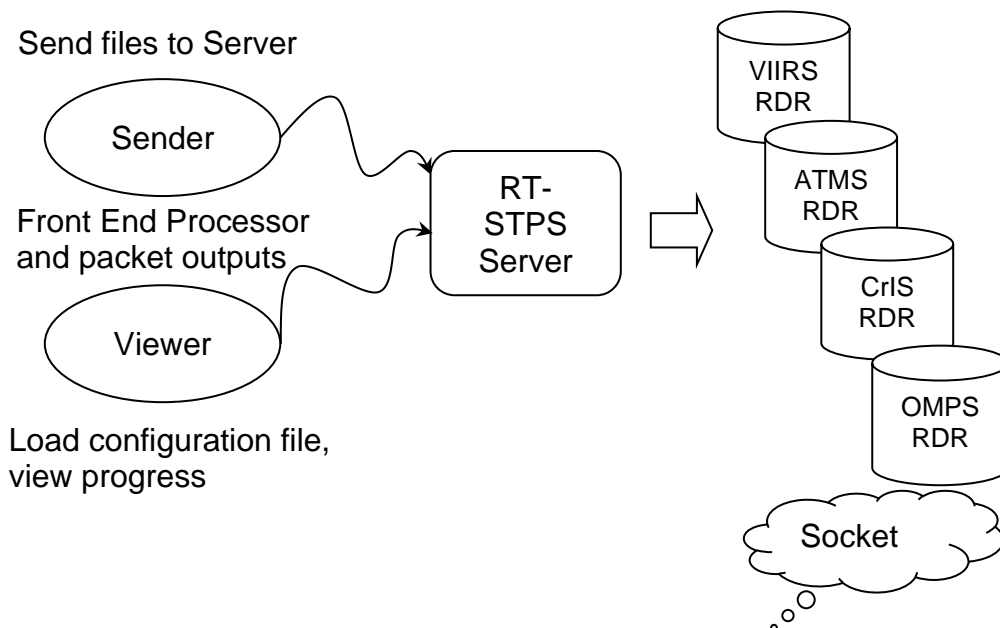 Send files to Server
Sender
Front End Processor
and packet outputs
Viewer
Load configuration file,
view progress
RT-
STPS
Server
VIIRS
RDR
ATMS
RDR
CrIS
RDR
OMPS
RDR
Socket